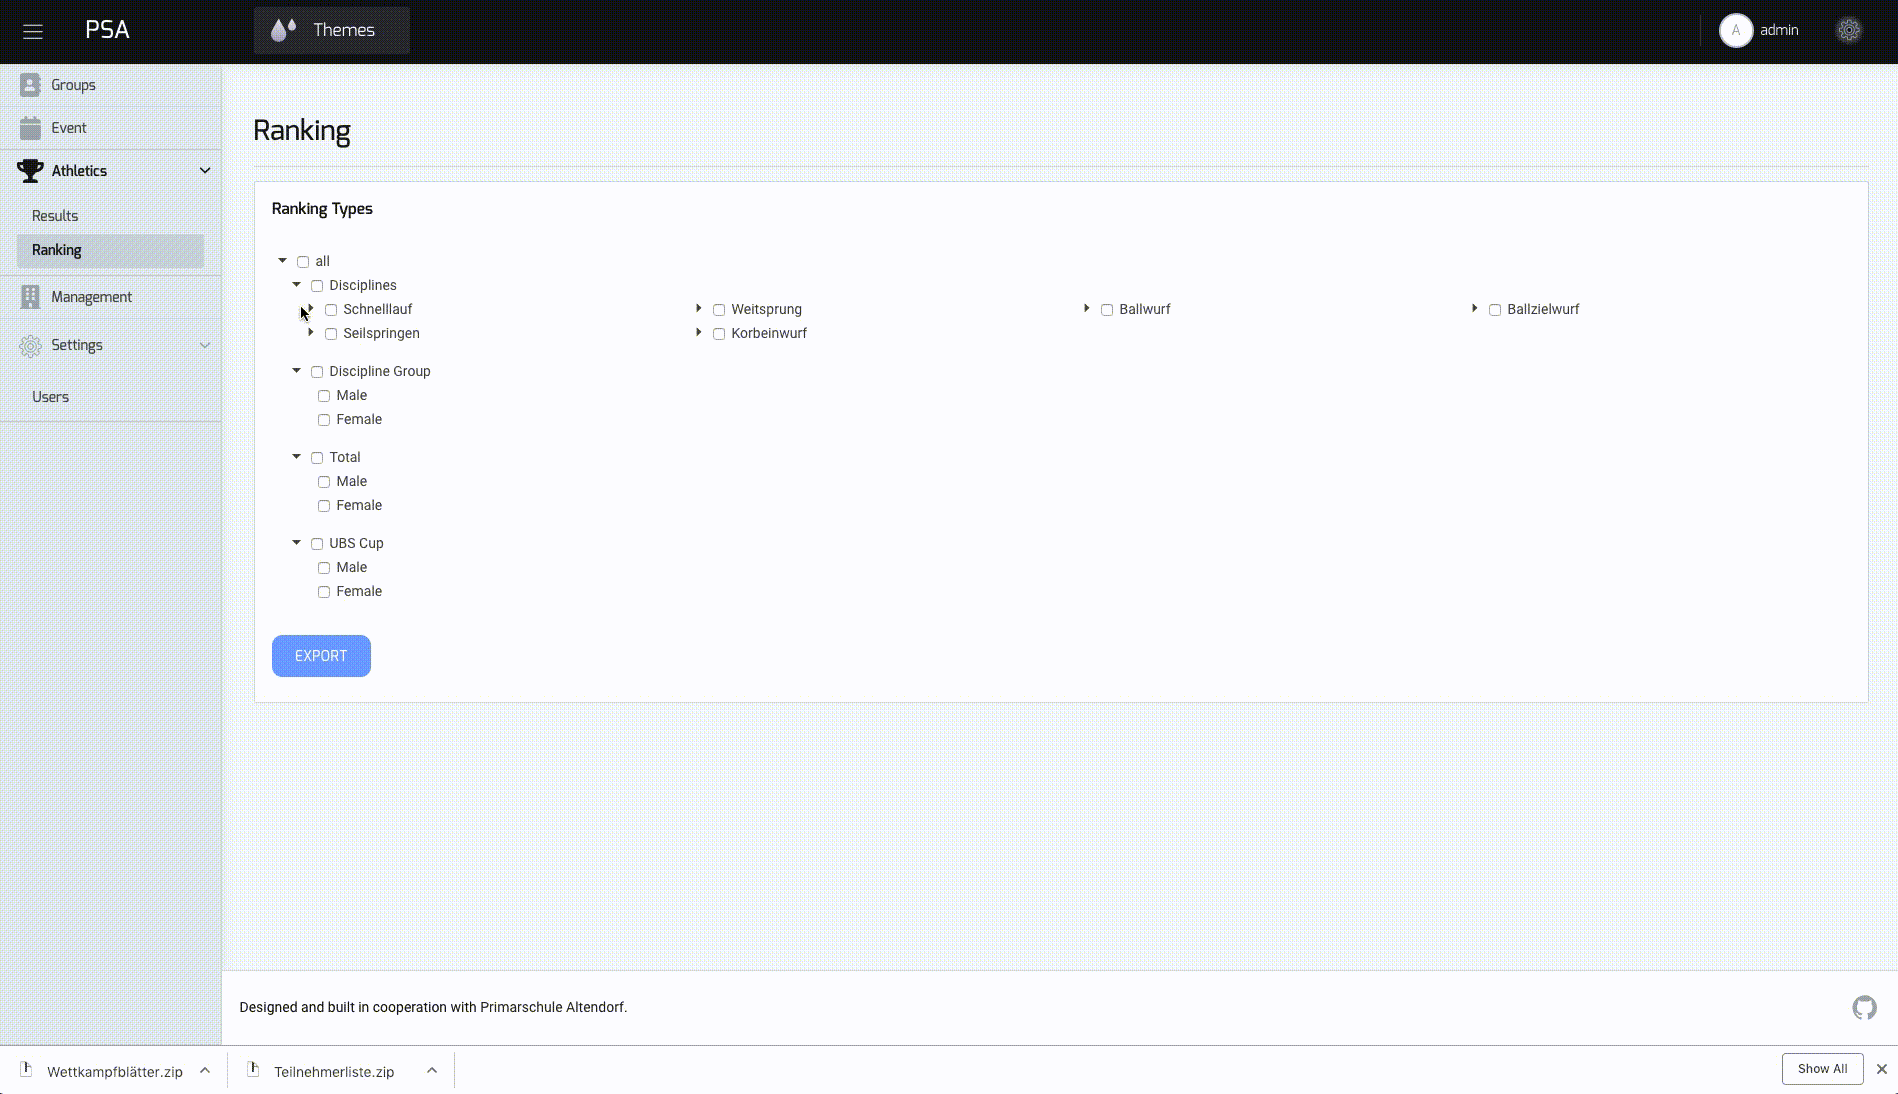 PSA
Themes
A admin
Groups
Event
Athletics
Results
Ranking
Management
Settings
Users
Ranking
Ranking Types
all
Disciplines
Schnelllauf Weitsprung Ballwurf Ballzielwurf
Seilspringen Korbeinwurf
Discipline Group
Male
Female
Total
Male
Female
UBS Cup
Male
Female
EXPORT
Designed and built in cooperation with Primarschule Altendorf.
Wettkampfblätter.zip Teilnehmerliste.zip Show All